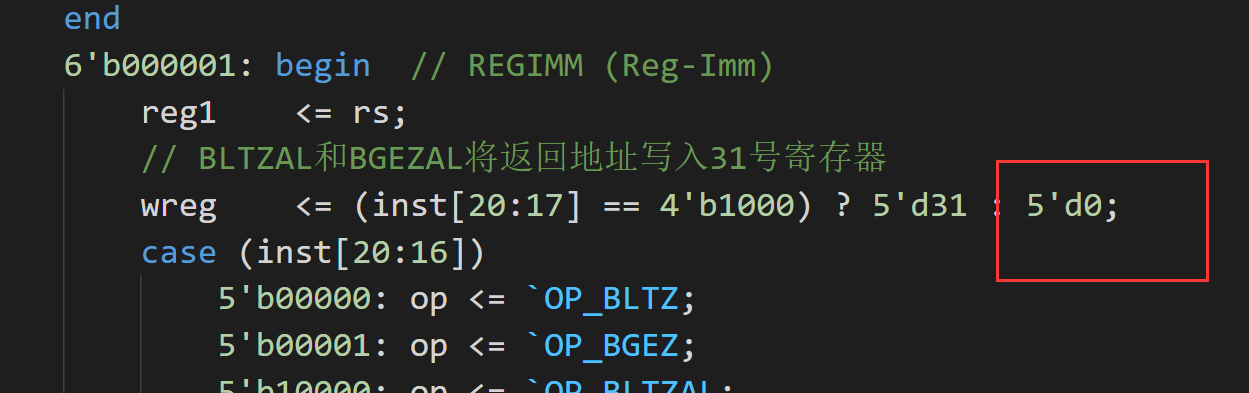 end
6'b000001: begin  // REGIMM (Reg-Imm)
reg1    <= rs;
// BLTZAL和BGEZAL将返回地址写入31号寄存器
wreg    <= (inst[20:17] == 4'b1000) ? 5'd31 : 5'd0;
case (inst[20:16])
5'b00000: op <= `OP_BLTZ;
5'b00001: op <= `OP_BGEZ;
5'b10000: op <= `OP_BLTZAL;